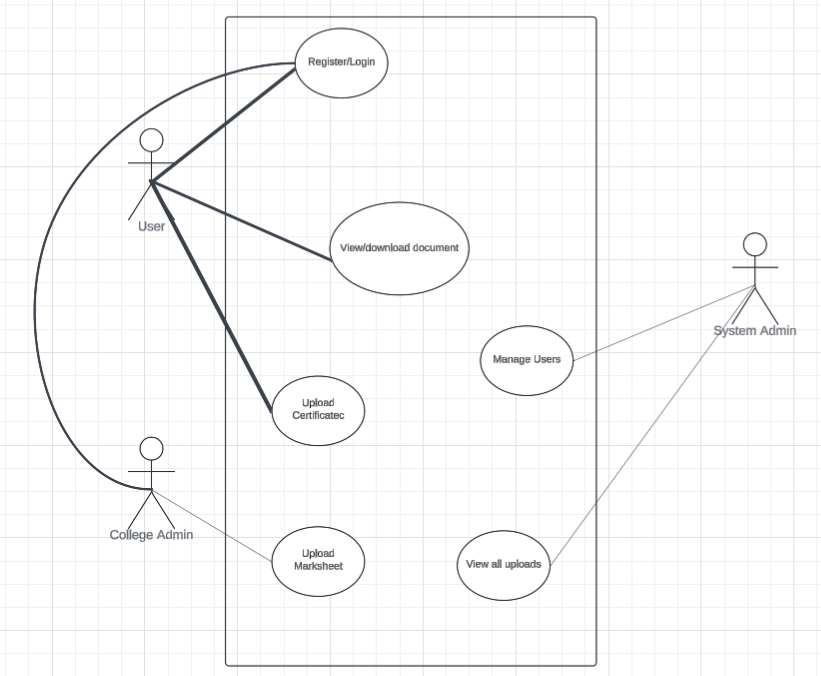 Register/Login
User
View/download document
System Admin
Manage Users
Upload
Certificatec
College Admin
Upload
Marksheet
View all uploads